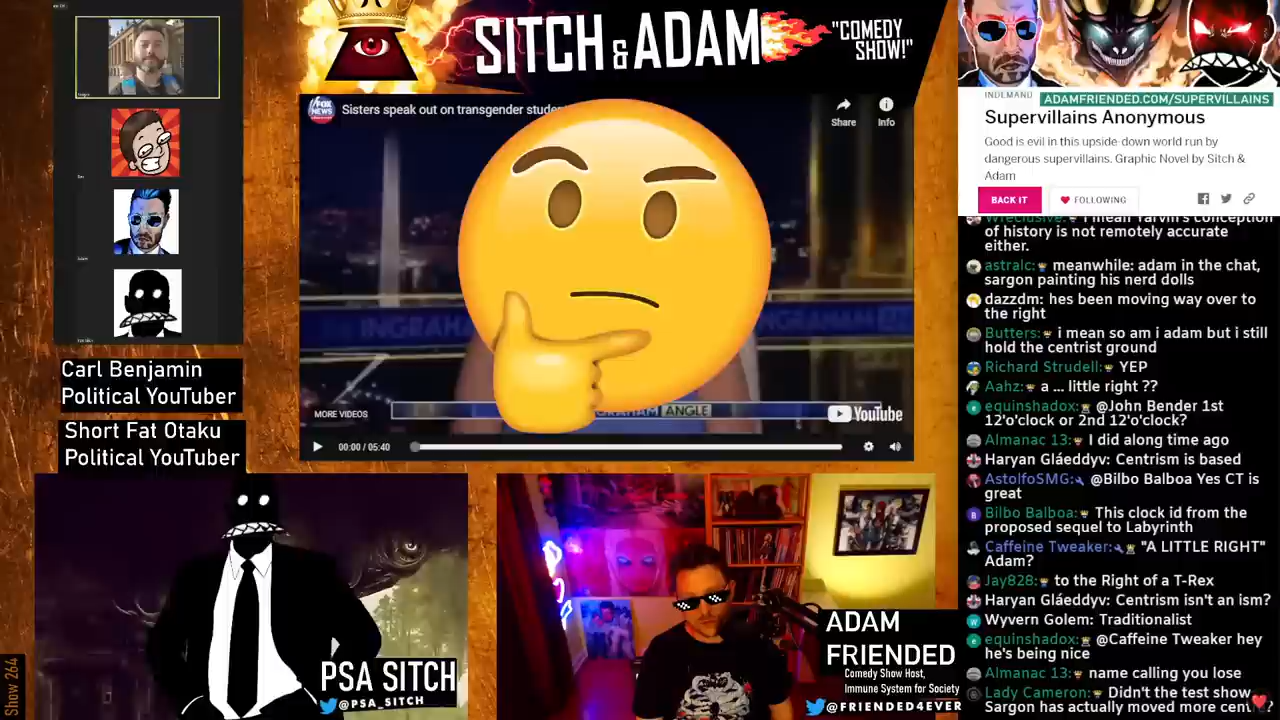 SITCH & ADAM
"COMEDY
SHOW!"
FOX
NEWS
Sisters speak out on transgender stude
Share
Info
INGRAHA
INGRAHAM
MORE VIDEOS
GRAHAM ANGLE
YouTube
00:00 / 05:40
Carl Benjamin
Political YouTuber
Short Fat Otaku
Political YouTuber
PSA SITCH
@PSA_SITCH
ADAM
FRIENDED
Comedy Show Host,
Immune System for Society
@FRIENDED4EVER
Show 264
INDEMAND
ADAMFRIENDED.COM/SUPERVILLAINS
Supervillains Anonymous
Good is evil in this upside-down world run by
dangerous supervillains. Graphic Novel by Sitch &
Adam
BACK IT
FOLLOWING
Wreclusive: I mean Yarvin's conception
of history is not remotely accurate
either.
astralc: meanwhile: adam in the chat,
sargon painting his nerd dolls
dazzdm: hes been moving way over to
the right
Butters: i mean so am i adam but i still
hold the centrist ground
Richard Strudell: YEP
Aahz: a ... little right ??
equinshadox: @John Bender 1st
12'o'clock or 2nd 12'o'clock?
Almanac 13: I did along time ago
Haryan Gláeddyv: Centrism is based
AstolfoSMG: @Bilbo Balboa Yes CT is
great
Bilbo Balboa: This clock id from the
proposed sequel to Labyrinth
Caffeine Tweaker: "A LITTLE RIGHT"
Adam?
Jay828: to the Right of a T-Rex
Haryan Gláeddyv: Centrism isn't an ism?
Wyvern Golem: Traditionalist
equinshadox: @Caffeine Tweaker hey
he's being nice
Almanac 13: name calling you lose
Lady Cameron: Didn't the test show
Sargon has actually moved more